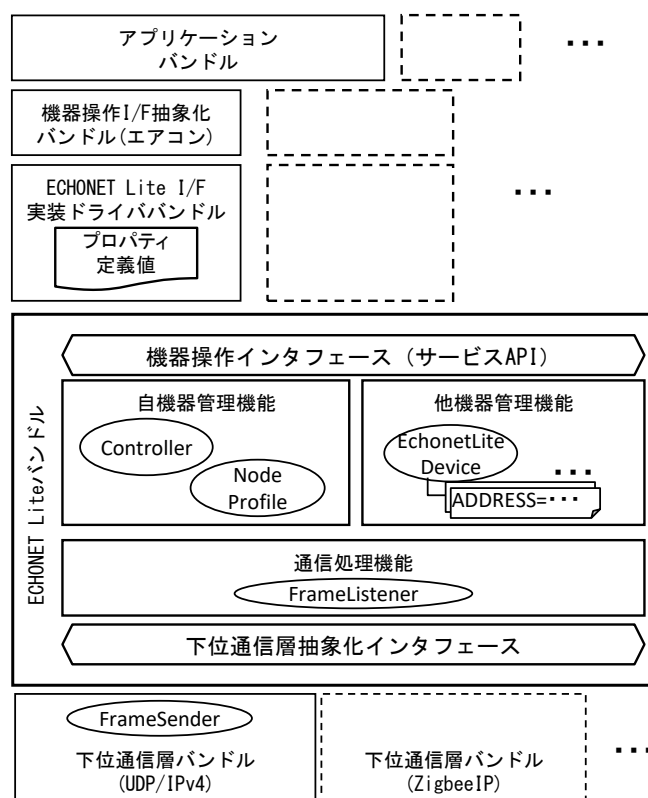 アプリケーション
バンドル
・・・
機器操作I/F抽象化
バンドル(エアコン)
ECHONET Lite I/F
実装ドライババンドル
プロパティ
定義値
・・・
ECHONET Liteバンドル
機器操作インタフェース（サービスAPI）
自機器管理機能
Controller
Node
Profile
他機器管理機能
EchonetLite
Device
・・・
ADDRESS=・・・
通信処理機能
FrameListener
下位通信層抽象化インタフェース
FrameSender
下位通信層バンドル
(UDP/IPv4)
下位通信層バンドル
(ZigbeeIP)
・・・